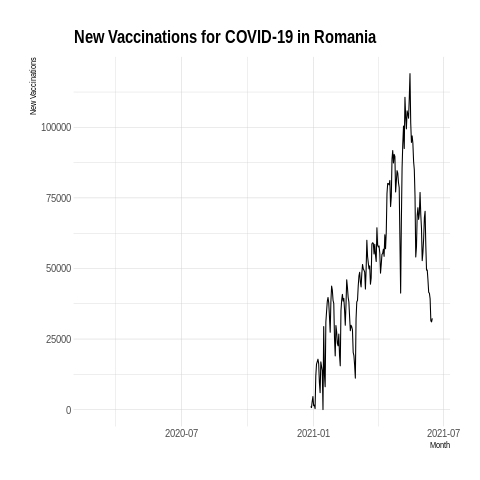 New Vaccinations for COVID-19 in Romania
New Vaccinations
100000
75000
50000
25000
0
2020-07
2021-01
2021-07
Month